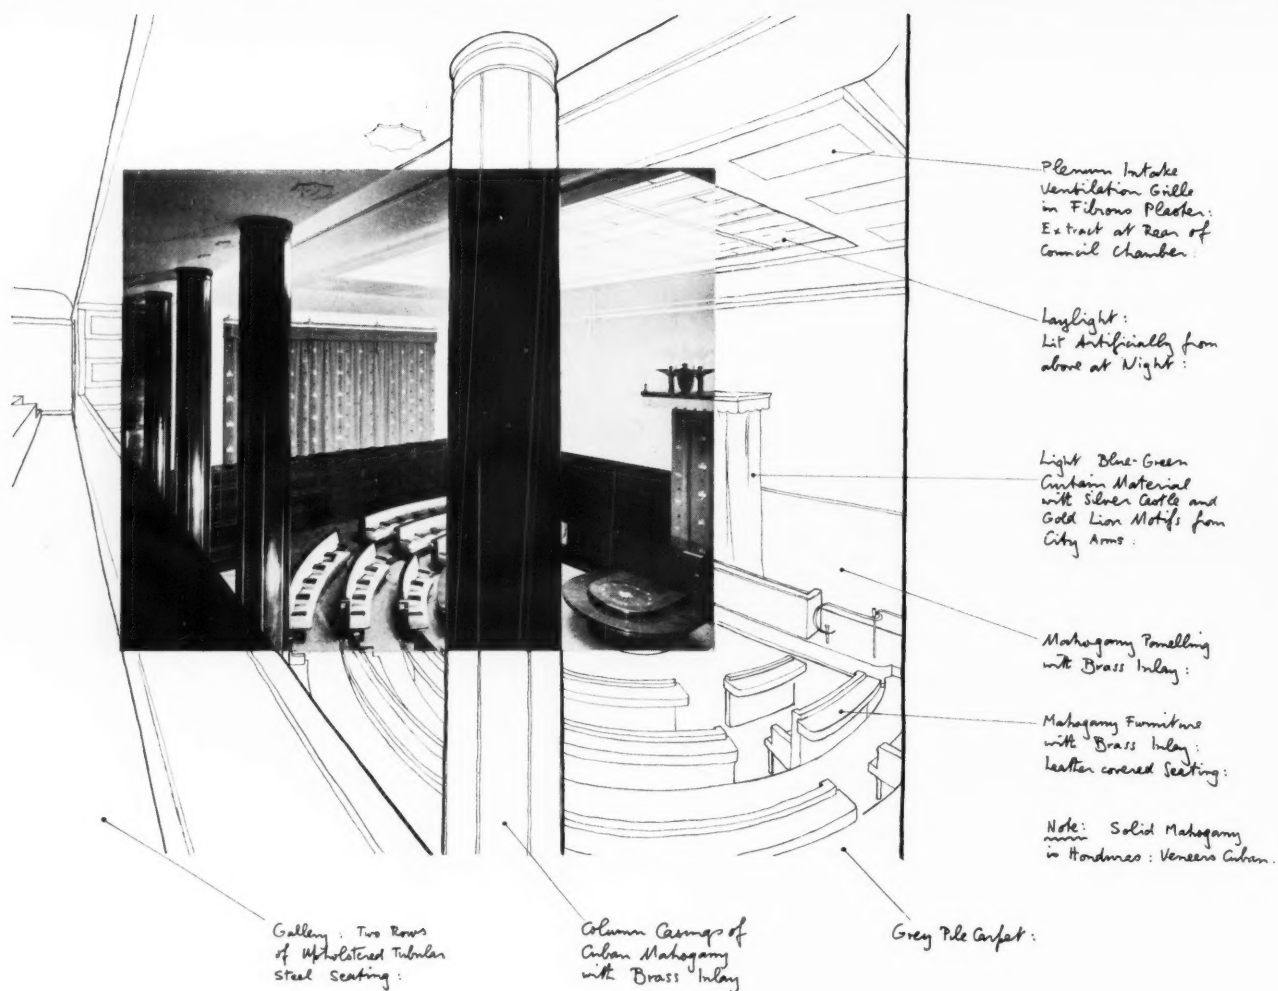 Plenum Intake
Ventilation Grille
in Fibrous Plaster:
Extract at Rear of
Council Chamber:
Laylight:
Lit Artificially from
above at Night:
Light Blue-Green
Curtain Material
with Silver Castle and
Gold Lion Motifs from
City Arms:
Mahogany Panelling
with Brass Inlay:
Mahogany Furniture
with Brass Inlay:
Leather covered Seating:
Note: Solid Mahogany
is Honduras: Veneers Cuban.
Gallery: Two Rows
of Upholstered Tubular
Steel Seating:
Column Casings of
Cuban Mahogany
with Brass Inlay
Grey Pile Carpet: